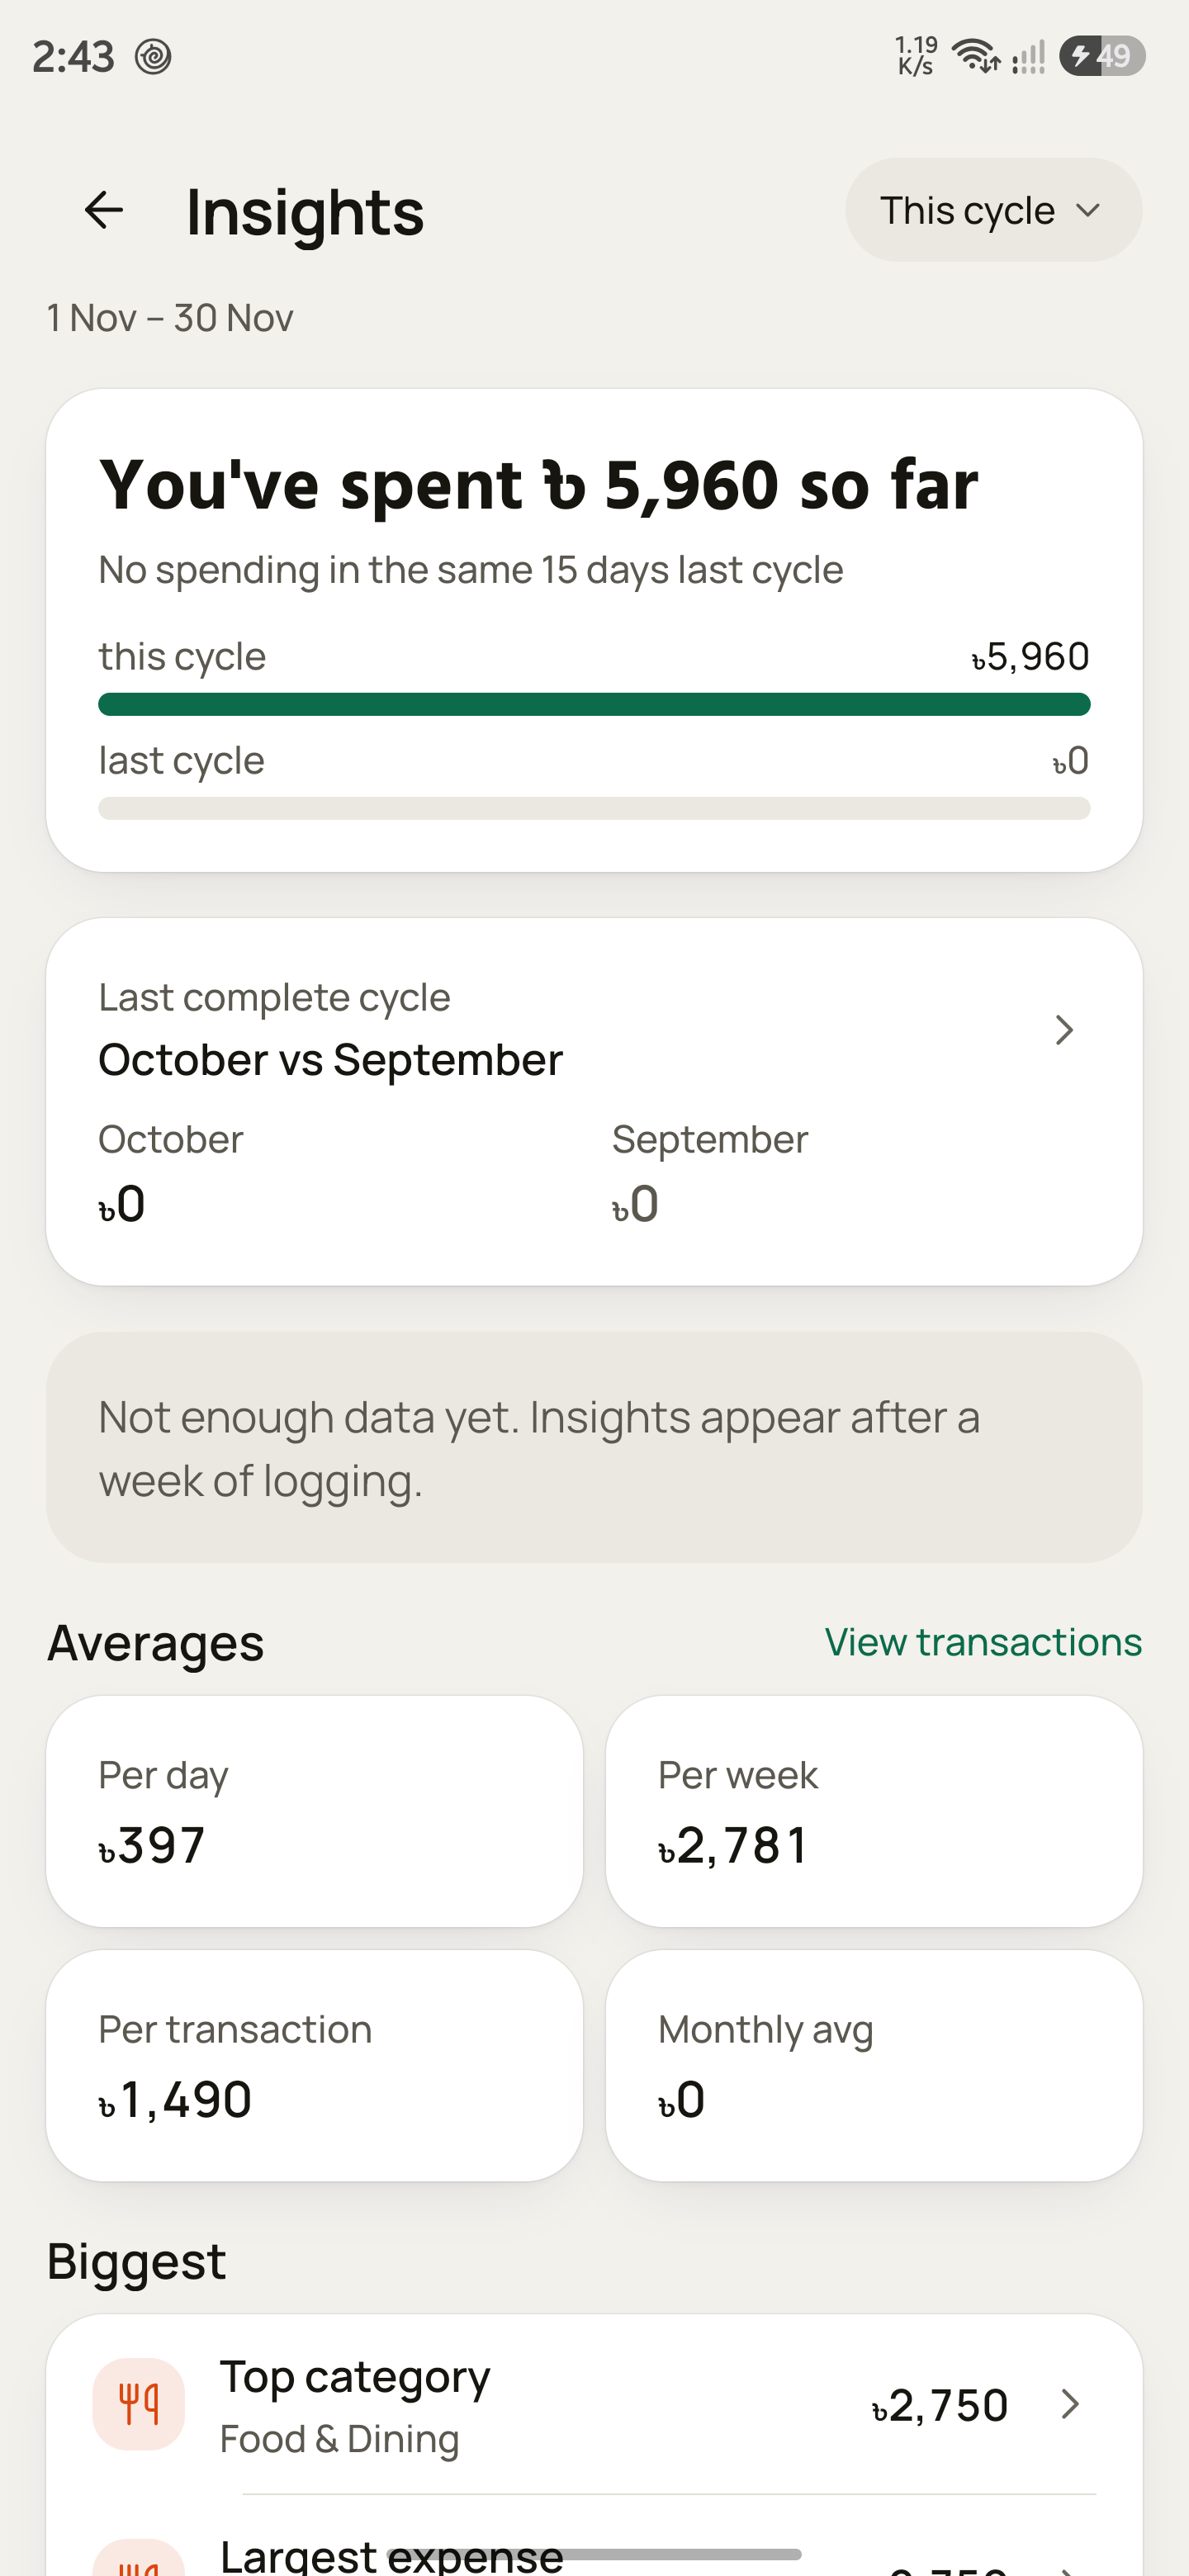 2:43
1.19
K/s
49
Insights
This cycle
1 Nov – 30 Nov
You've spent ৳ 5,960 so far
No spending in the same 15 days last cycle
this cycle
৳5,960
last cycle
৳0
Last complete cycle
October vs September
October
September
৳0
৳0
Not enough data yet. Insights appear after a
week of logging.
Averages
View transactions
Per day
Per week
৳397
৳2,781
Per transaction
Monthly avg
৳1,490
৳0
Biggest
Top category
৳2,750
Food & Dining
Largest expense